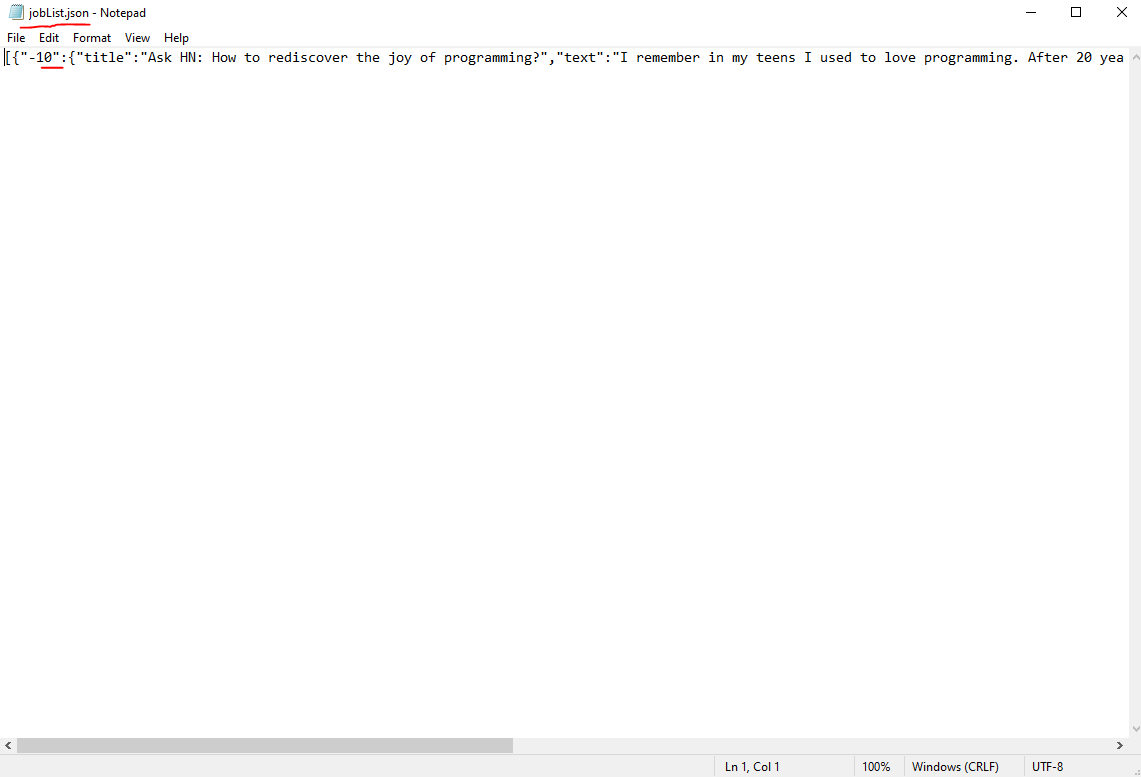 jobList.json - Notepad
File Edit Format View Help
[{"-10":{"title":"Ask HN: How to rediscover the joy of programming?","text":"I remember in my teens I used to love programming. After 20 yea
Ln 1, Col 1 100% Windows (CRLF) UTF-8